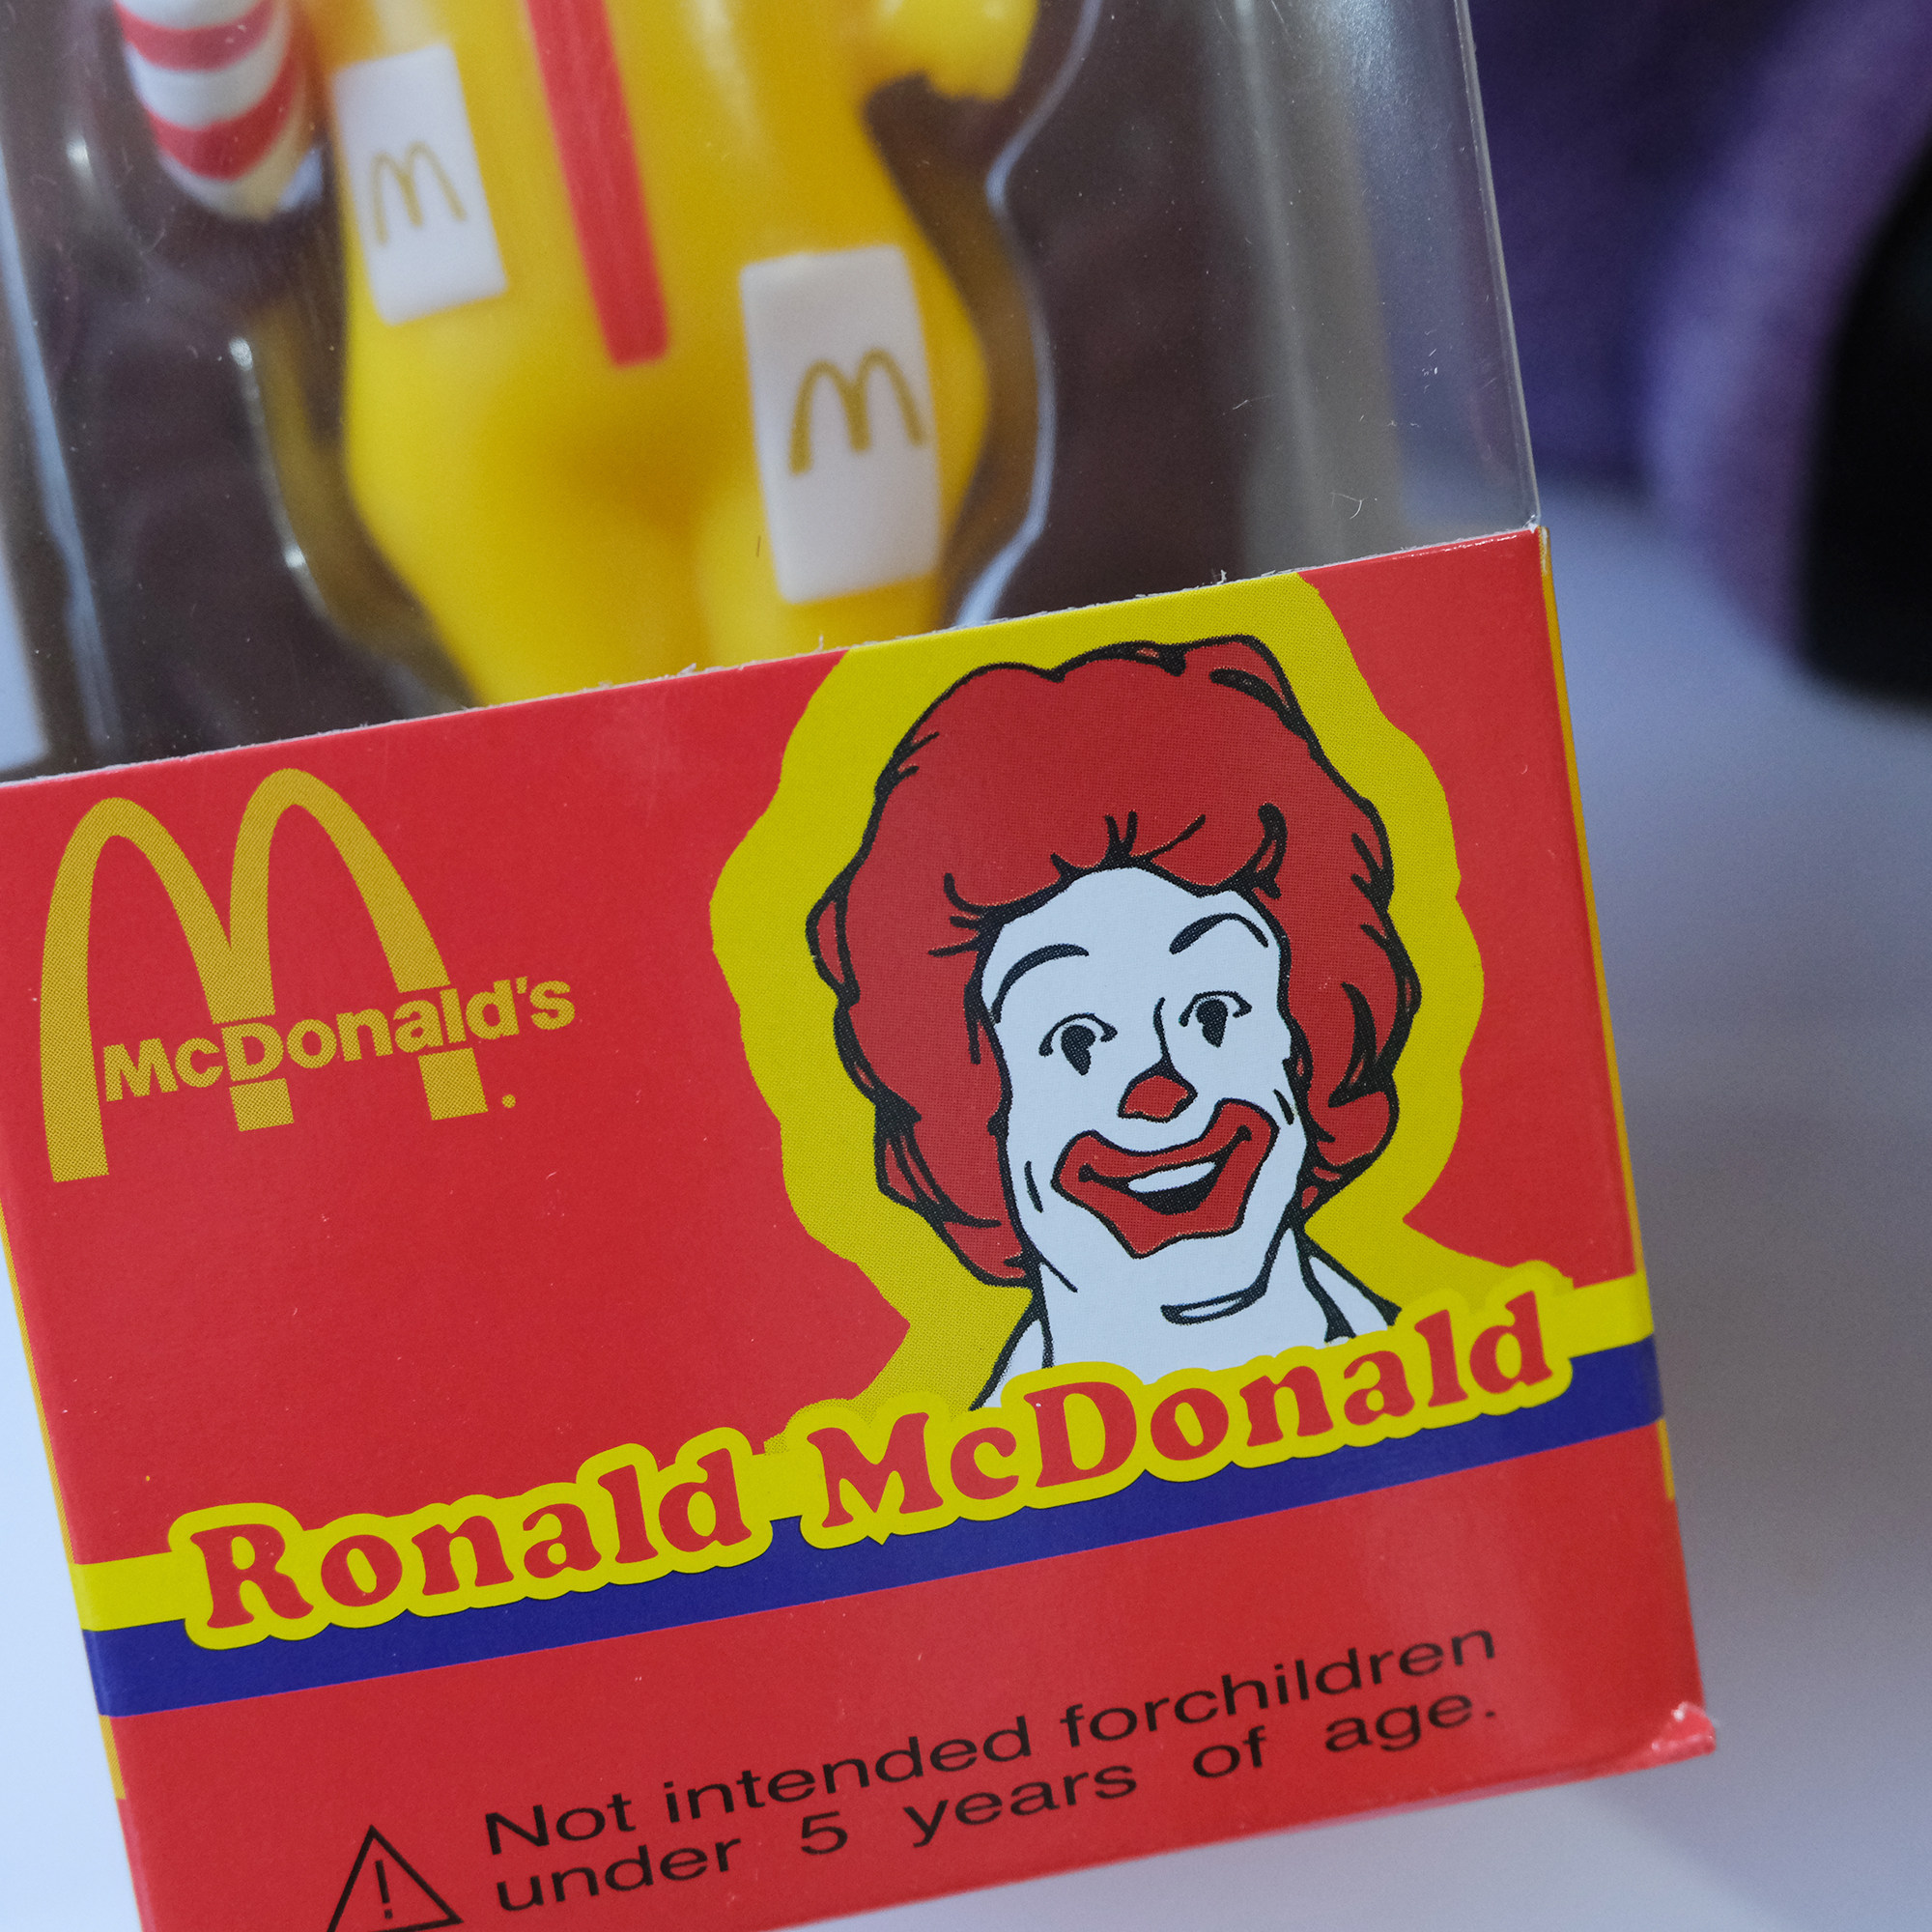 McDonald's
Ronald McDonald
Not intended forchildren
under 5 years of age.